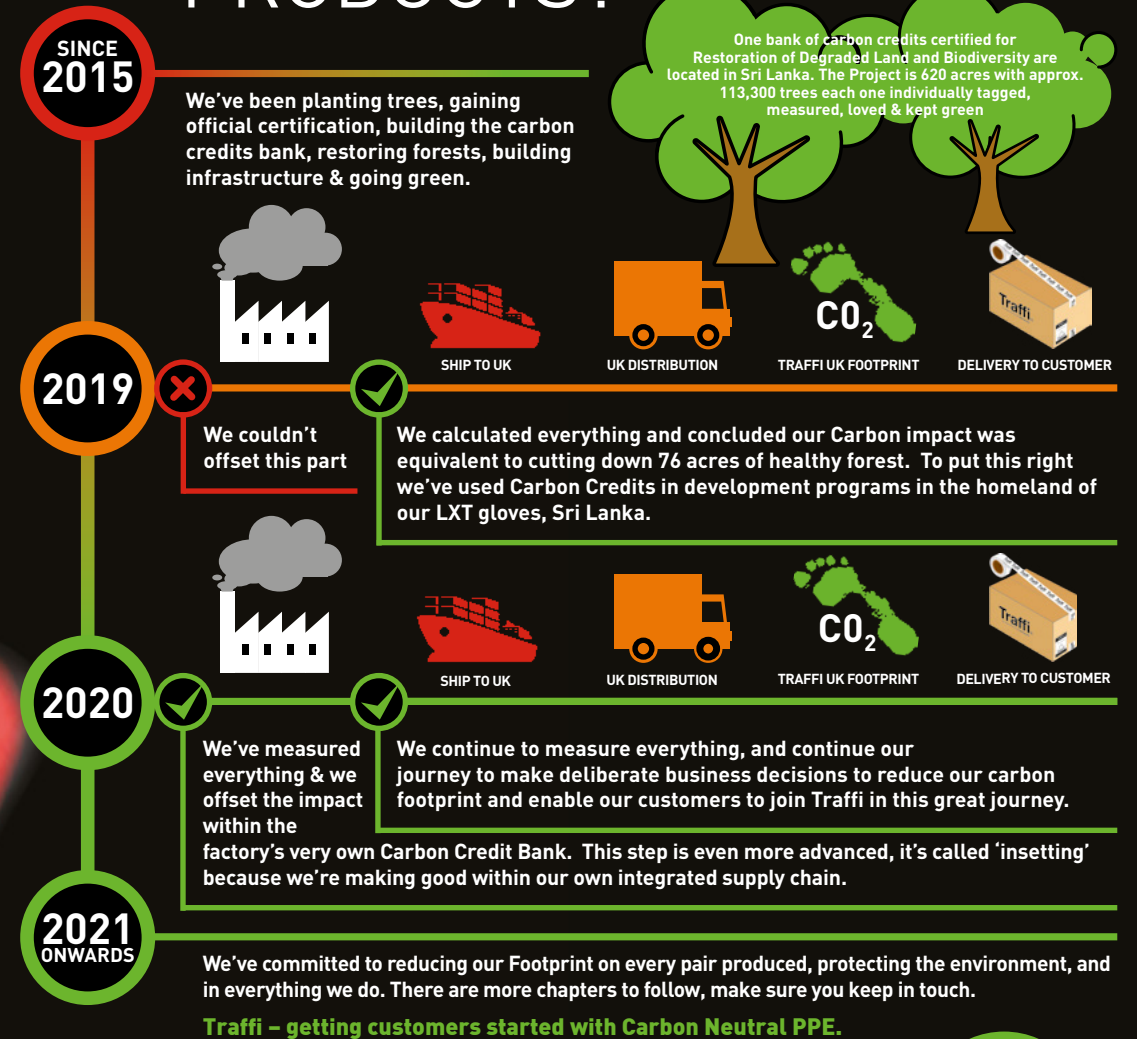 PRODUCTS?
SINCE
2015
We’ve been planting trees, gaining
official certification, building the carbon
credits bank, restoring forests, building
infrastructure & going green.
One bank of carbon credits certified for
Restoration of Degraded Land and Biodiversity are
located in Sri Lanka. The Project is 620 acres with approx.
113,300 trees each one individually tagged,
measured, loved & kept green
CO2
Traffi
SHIP TO UK
UK DISTRIBUTION
TRAFFI UK FOOTPRINT
DELIVERY TO CUSTOMER
2019
We couldn’t
offset this part
We calculated everything and concluded our Carbon impact was
equivalent to cutting down 76 acres of healthy forest.  To put this right
we’ve used Carbon Credits in development programs in the homeland of
our LXT gloves, Sri Lanka.
CO2
Traffi
SHIP TO UK
UK DISTRIBUTION
TRAFFI UK FOOTPRINT
DELIVERY TO CUSTOMER
2020
We’ve measured
everything & we
offset the impact
within the
factory’s very own Carbon Credit Bank.  This step is even more advanced, it’s called ‘insetting’
because we’re making good within our own integrated supply chain.
We continue to measure everything, and continue our
journey to make deliberate business decisions to reduce our carbon
footprint and enable our customers to join Traffi in this great journey.
2021
ONWARDS
We’ve committed to reducing our Footprint on every pair produced, protecting the environment, and
in everything we do. There are more chapters to follow, make sure you keep in touch.
Traffi – getting customers started with Carbon Neutral PPE.